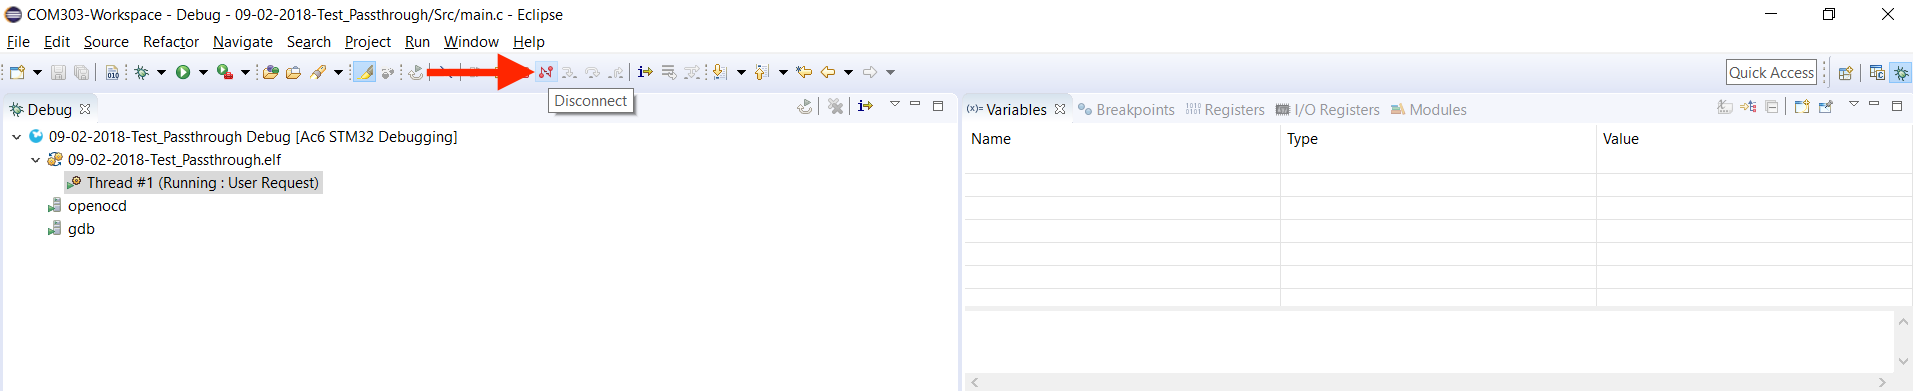 COM303-Workspace - Debug - 09-02-2018-Test_Passthrough/Src/main.c - Eclipse
File Edit Source Refactor Navigate Search Project Run Window Help
Quick Access
Disconnect
Debug
09-02-2018-Test_Passthrough Debug [Ac6 STM32 Debugging]
09-02-2018-Test_Passthrough.elf
Thread #1 (Running : User Request)
openocd
gdb
(x)= Variables Breakpoints Registers I/O Registers Modules
Name Type Value